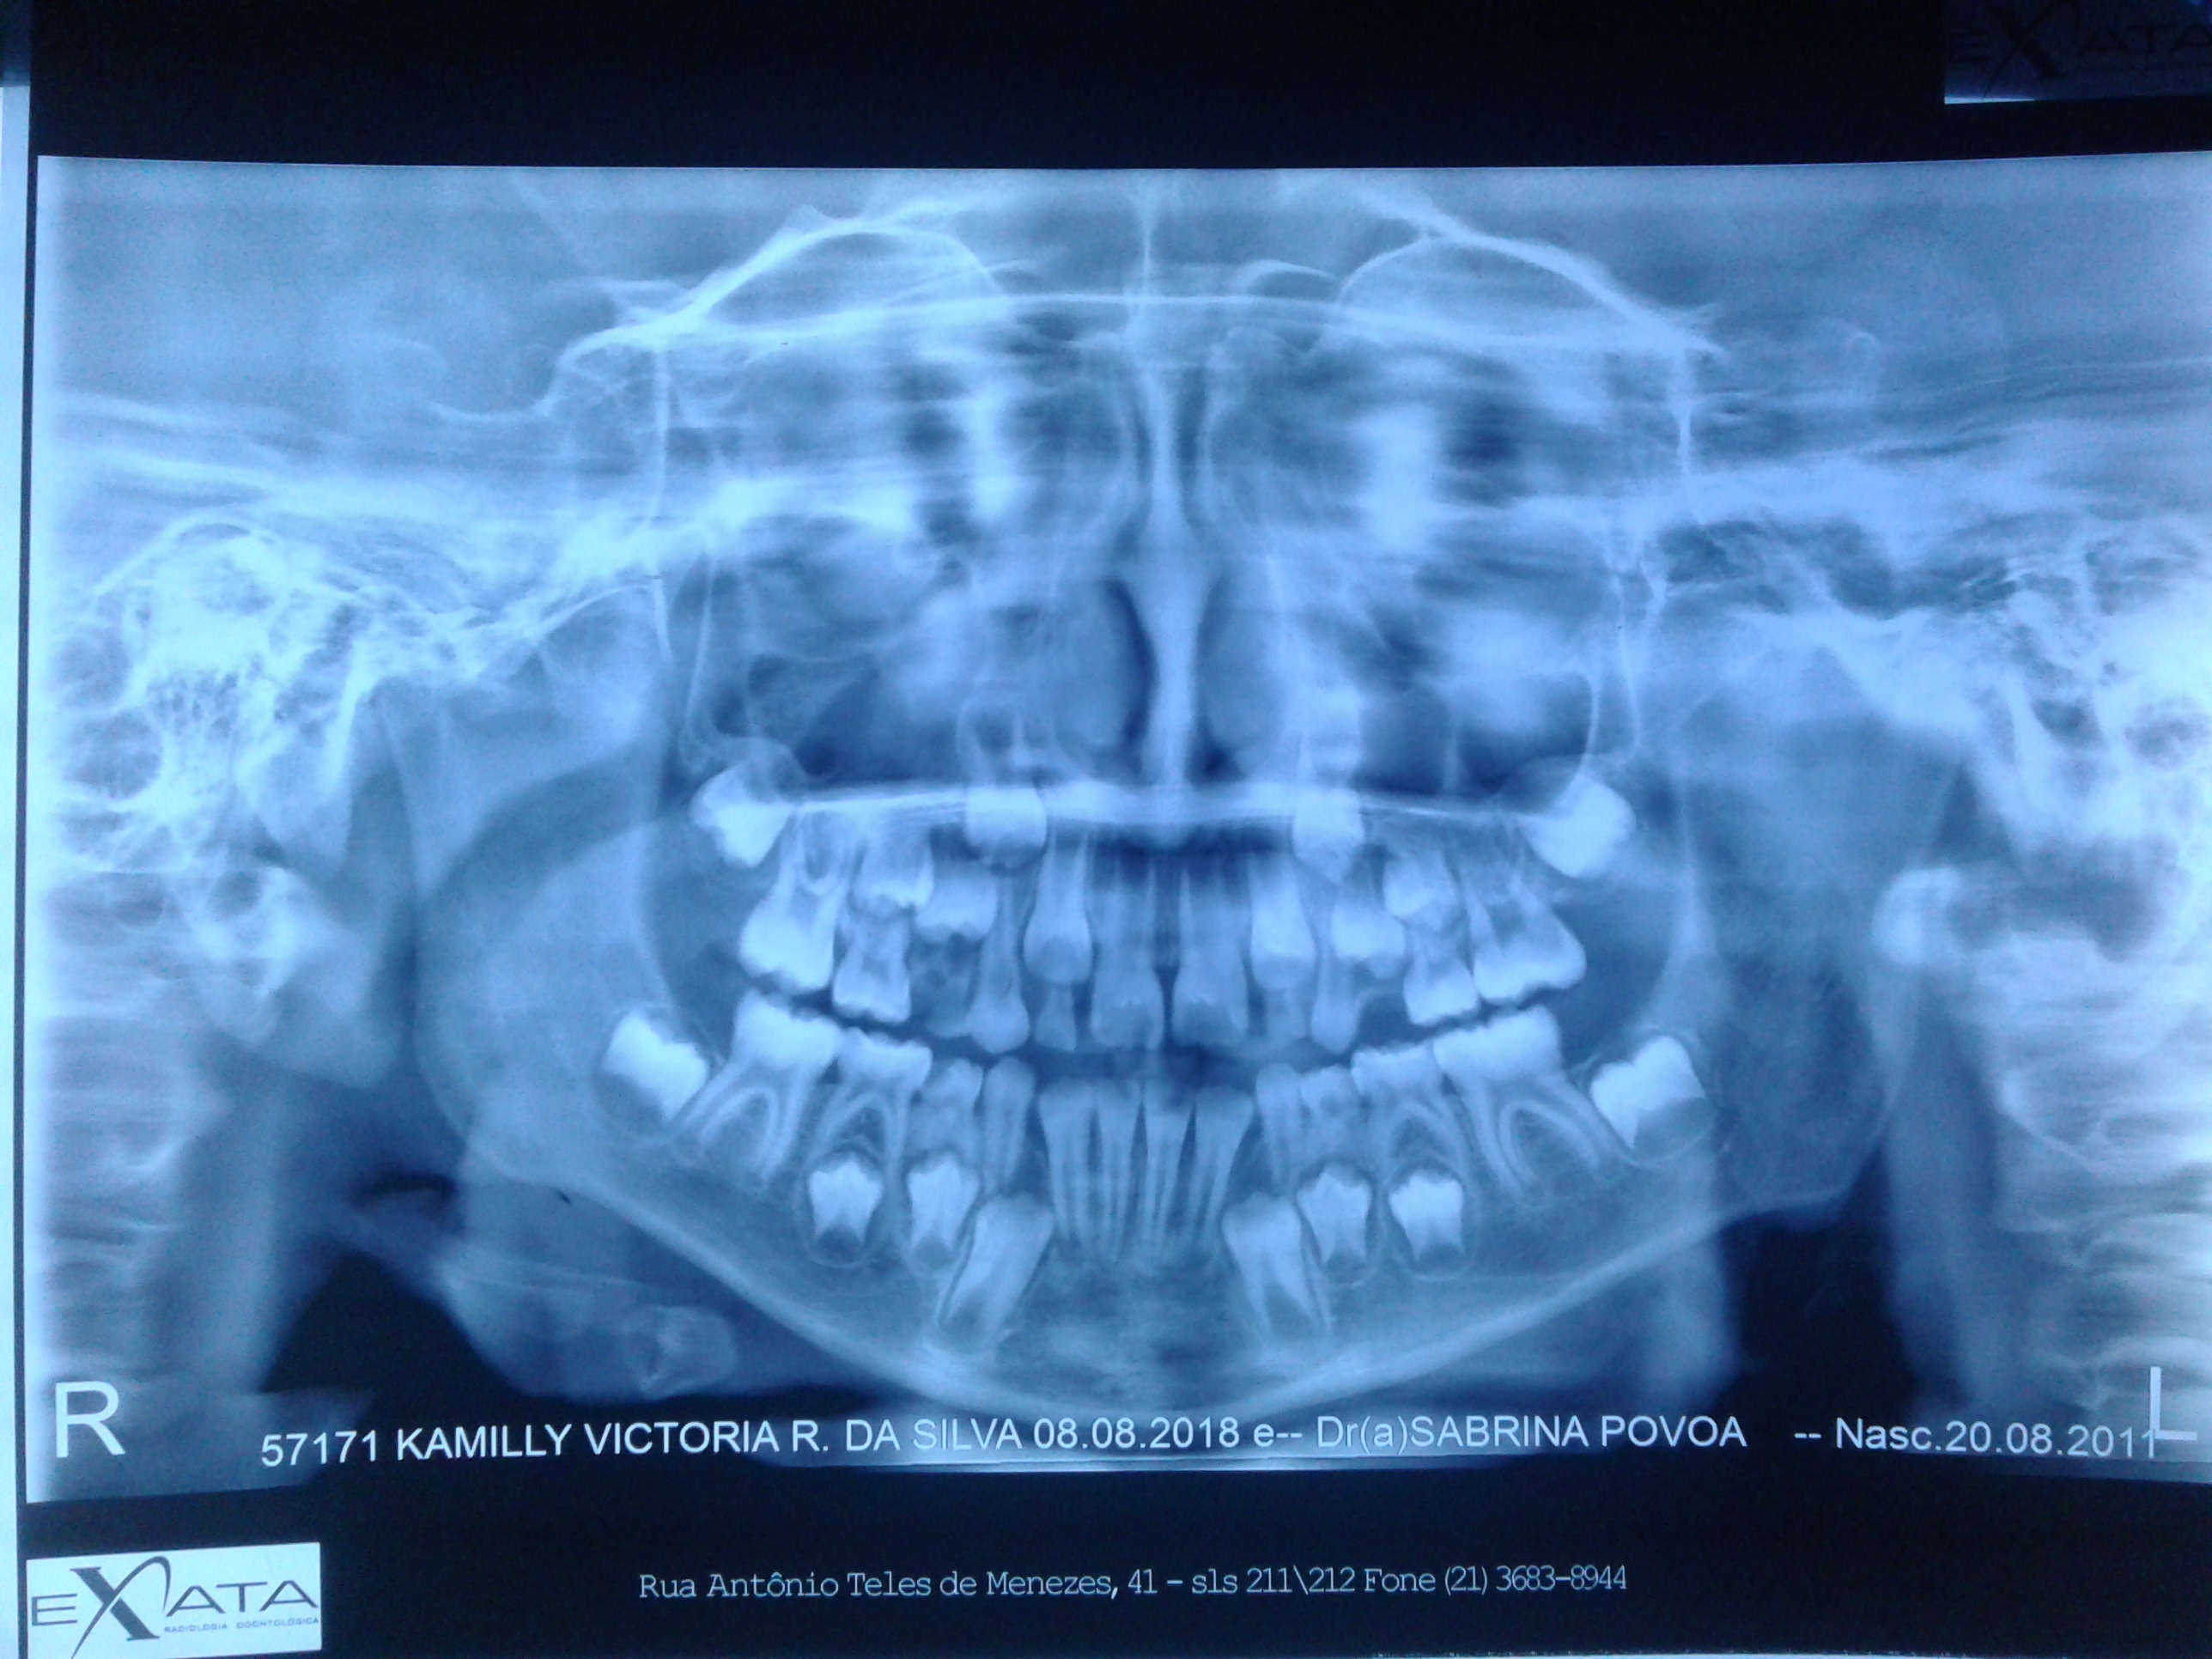 EXATA
R
L
57171 KAMILLY VICTORIA R. DA SILVA 08.08.2018 e-- Dr(a)SABRINA POVOA -- Nasc.20.08.2011
EXATA
RADIOLOGIA ODONTOLÓGICA
Rua Antônio Teles de Menezes, 41 - sls 211\212 Fone (21) 3683-8944